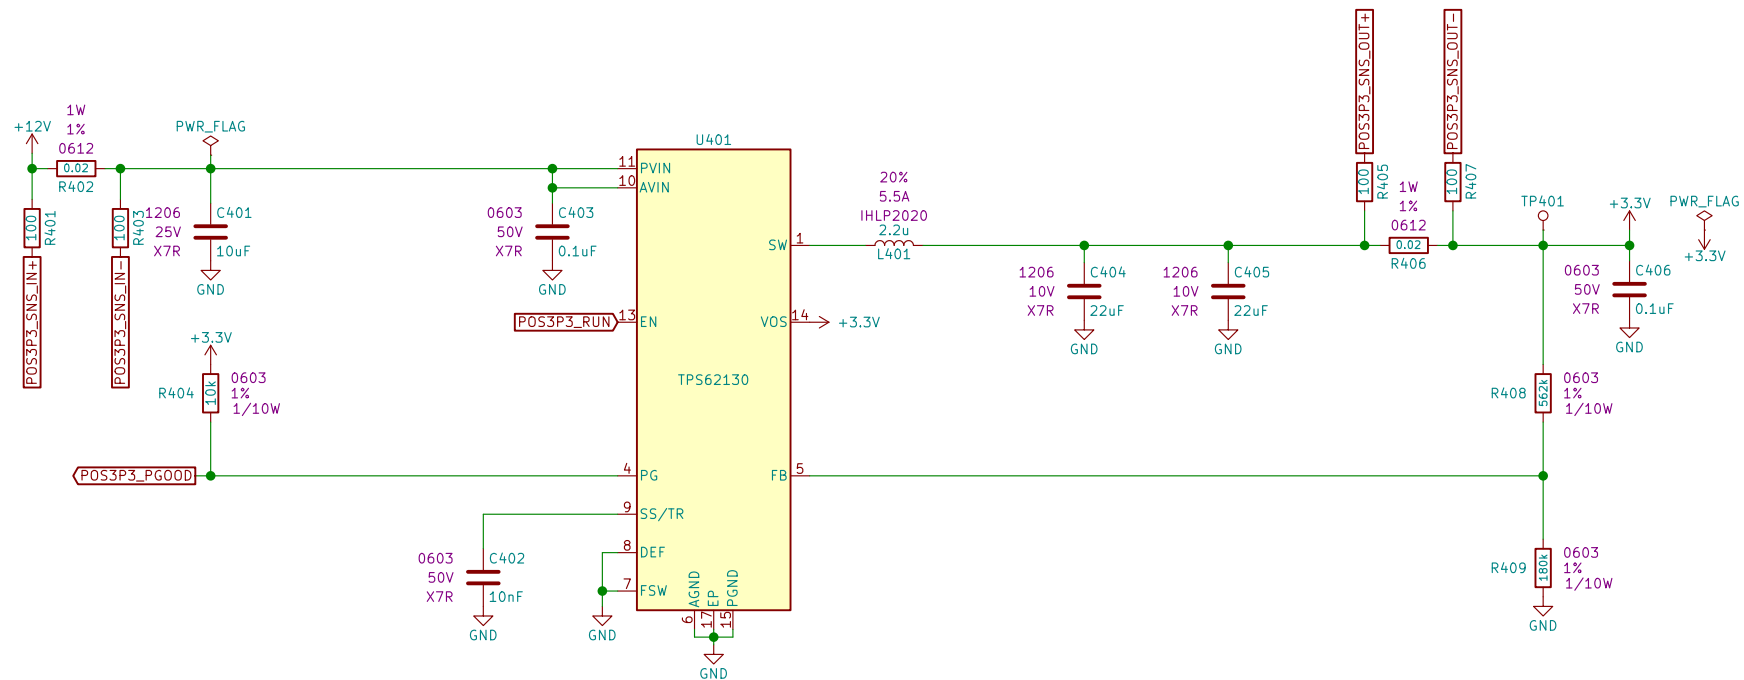 +12V
1W
1%
0612
0.02
R402
PWR_FLAG
100
R401
100
R403
POS3P3_SNS_IN+
POS3P3_SNS_IN-
1206
25V
X7R
C401
10uF
GND
0603
50V
X7R
C403
0.1uF
GND
+3.3V
R404
10k
0603
1%
1/10W
POS3P3_PGOOD
POS3P3_RUN
0603
50V
X7R
C402
10nF
GND
GND
U401
11
PVIN
10
AVIN
13
EN
4
PG
9
SS/TR
8
DEF
7
FSW
TPS62130
SW
1
VOS
14
+3.3V
FB
5
AGND
EP
PGND
6
17
15
GND
20%
5.5A
IHLP2020
2.2u
L401
1206
10V
X7R
C404
22uF
GND
1206
10V
X7R
C405
22uF
GND
POS3P3_SNS_OUT+
POS3P3_SNS_OUT-
100
R405
100
R407
1W
1%
0612
0.02
R406
TP401
+3.3V
PWR_FLAG
+3.3V
0603
50V
X7R
C406
0.1uF
GND
R408
562k
0603
1%
1/10W
R409
180k
0603
1%
1/10W
GND